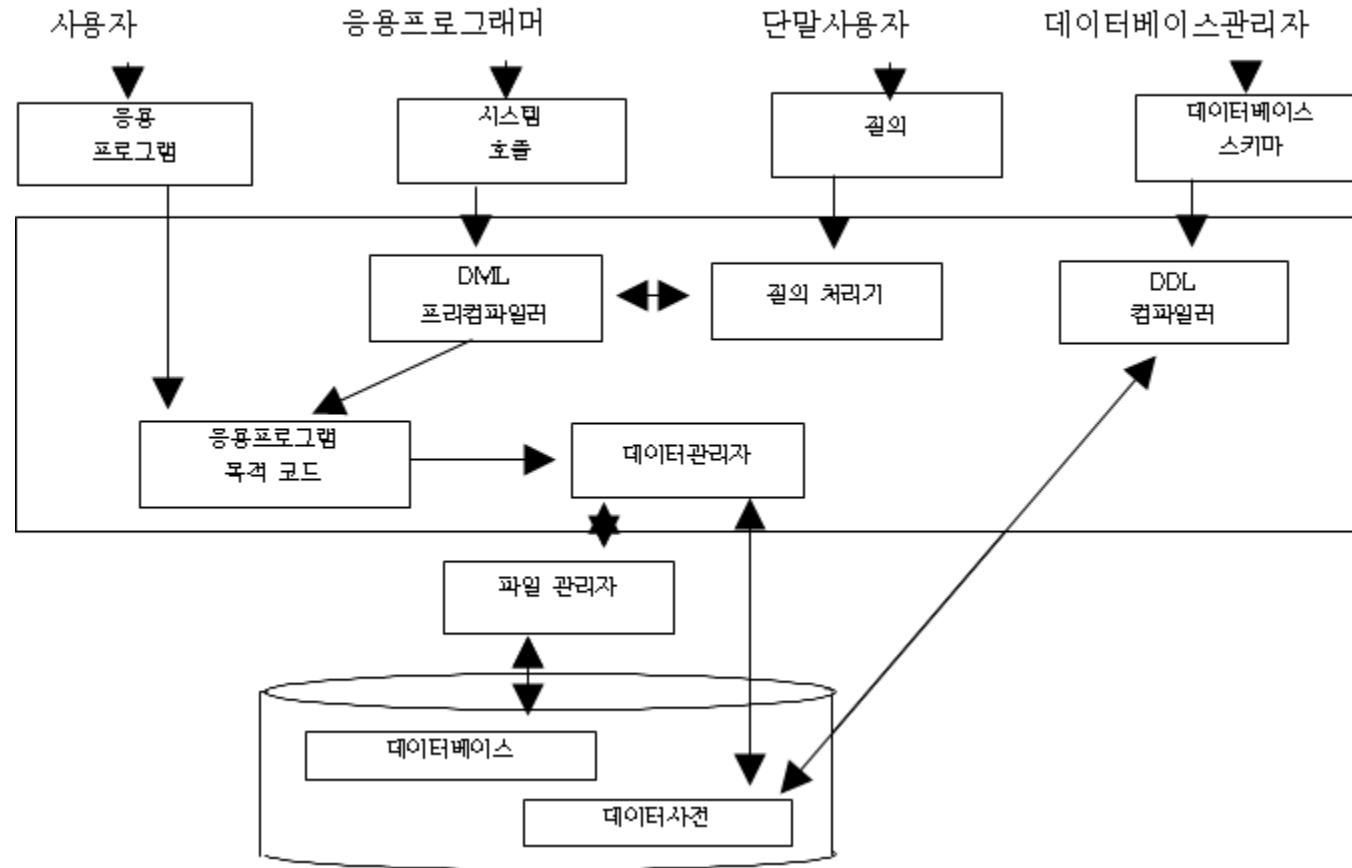 사용자
응용프로그래머
단말사용자
데이터베이스관리자
응용
프로그램
시스템
호출
질의
데이터베이스
스키마
DML
프리컴파일러
질의 처리기
DDL
컴파일러
응용프로그램
목적 코드
데이터관리자
파일 관리자
데이터베이스
데이터사전